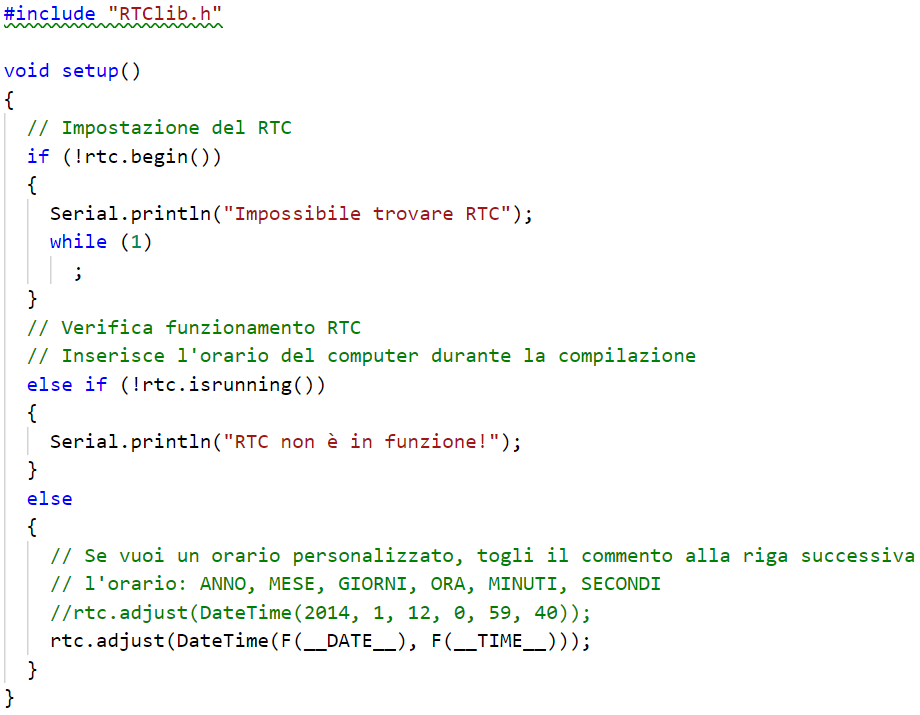 #include "RTClib.h"

void setup()
{
  // Impostazione del RTC
  if (!rtc.begin())
  {
    Serial.println("Impossibile trovare RTC");
    while (1)
      ;
  }
  // Verifica funzionamento RTC
  // Inserisce l'orario del computer durante la compilazione
  else if (!rtc.isrunning())
  {
    Serial.println("RTC non è in funzione!");
  }
  else
  {
    // Se vuoi un orario personalizzato, togli il commento alla riga successiva
    // l'orario: ANNO, MESE, GIORNI, ORA, MINUTI, SECONDI
    //rtc.adjust(DateTime(2014, 1, 12, 0, 59, 40));
    rtc.adjust(DateTime(F(__DATE__), F(__TIME__)));
  }
}